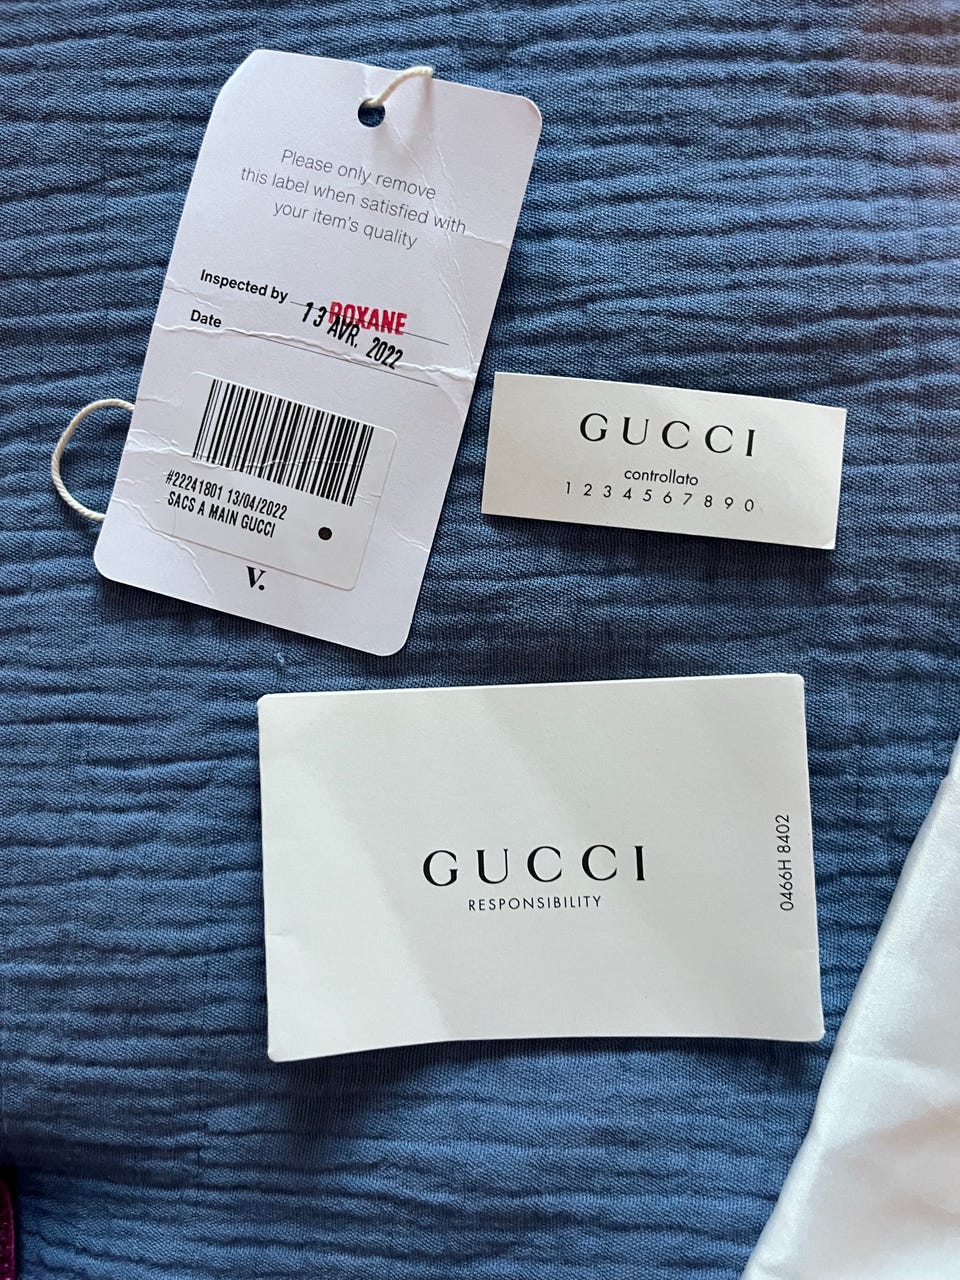 Please only remove
this label when satisfied with
your item's quality
Inspected by ROXANE
Date 13 AVR. 2022
#22241801 13/04/2022
SACS A MAIN GUCCI
V.
GUCCI
controllato
1 2 3 4 5 6 7 8 9 0
GUCCI
RESPONSIBILITY
0466H 8402